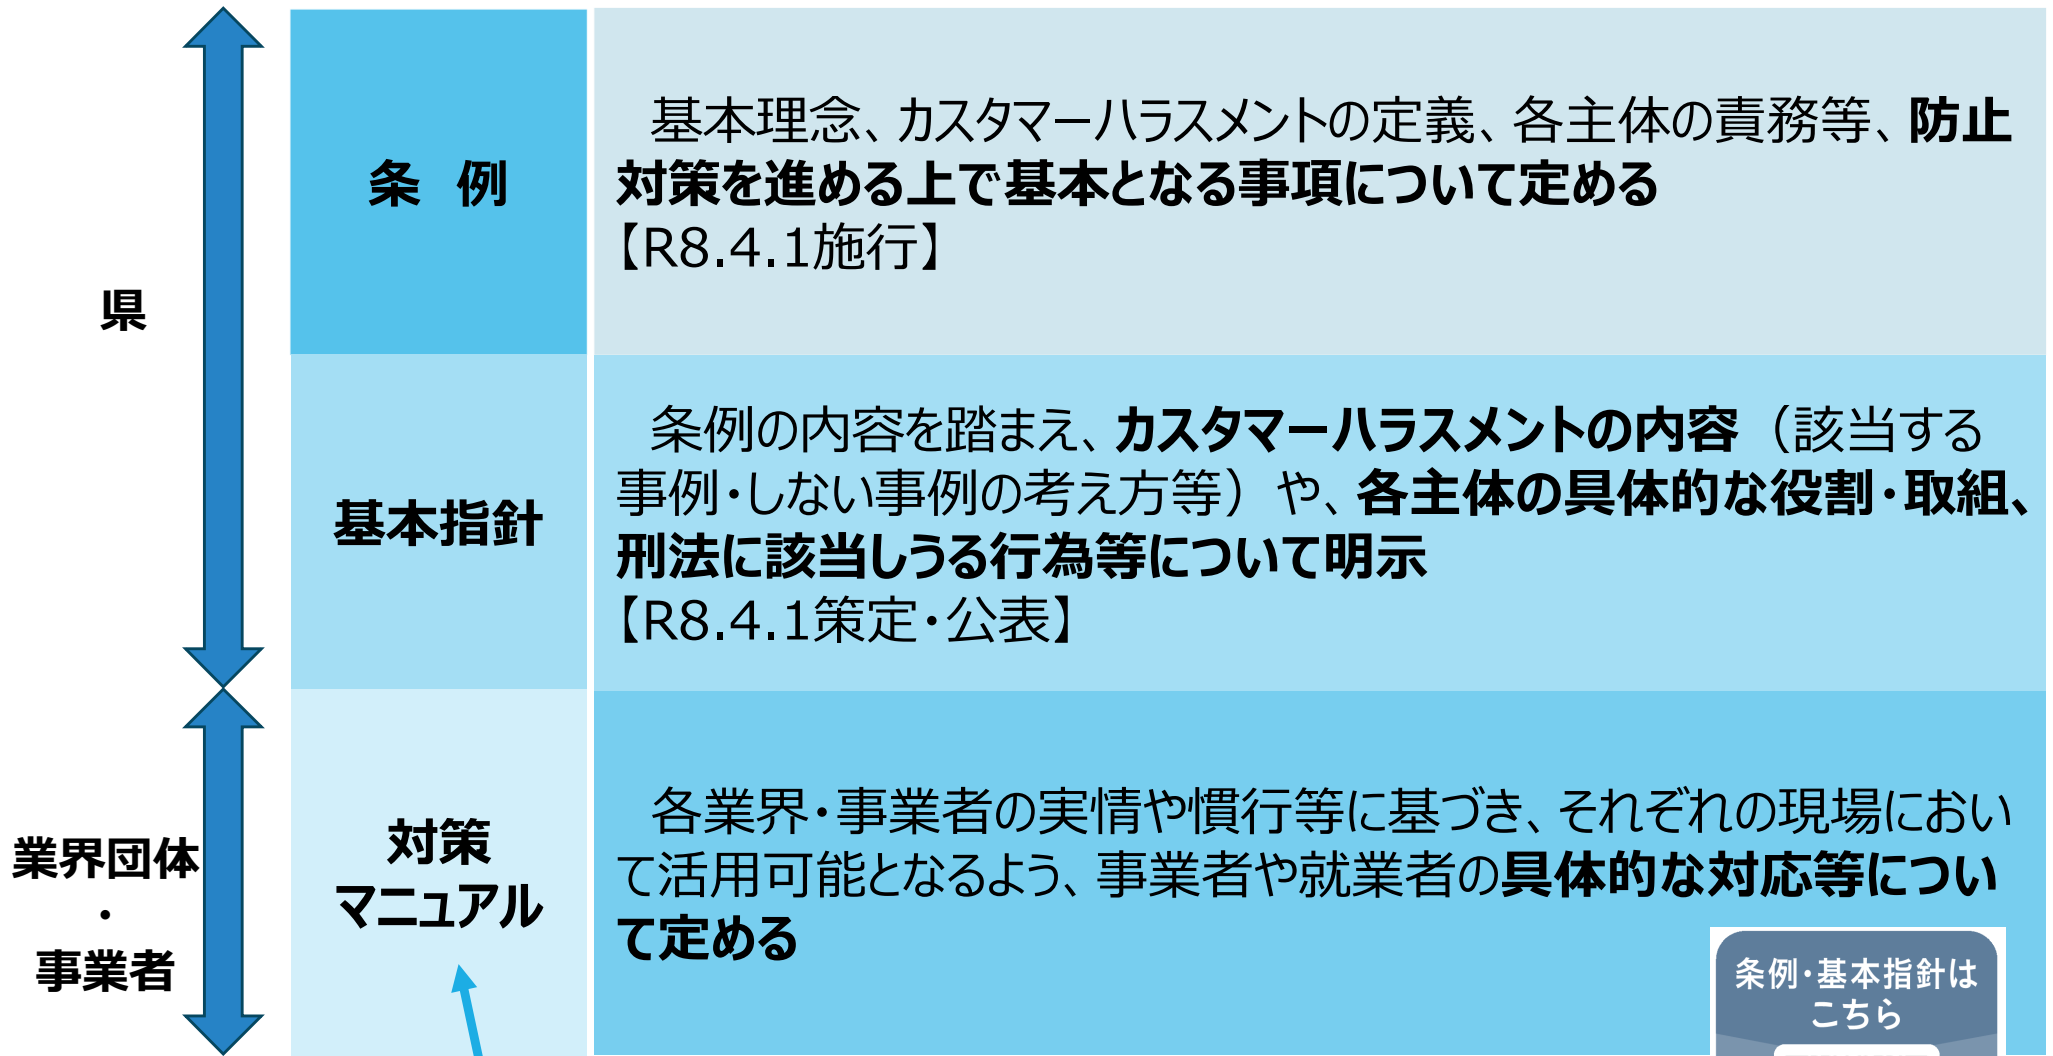 県
条　例
　基本理念、カスタマーハラスメントの定義、各主体の責務等、防止
対策を進める上で基本となる事項について定める
【R8.4.1施行】
基本指針
　条例の内容を踏まえ、カスタマーハラスメントの内容（該当する
事例・しない事例の考え方等）や、各主体の具体的な役割・取組、
刑法に該当しうる行為等について明示
【R8.4.1策定・公表】
業界団体
・
事業者
対策
マニュアル
　各業界・事業者の実情や慣行等に基づき、それぞれの現場におい
て活用可能となるよう、事業者や就業者の具体的な対応等につい
て定める
条例・基本指針は
こちら